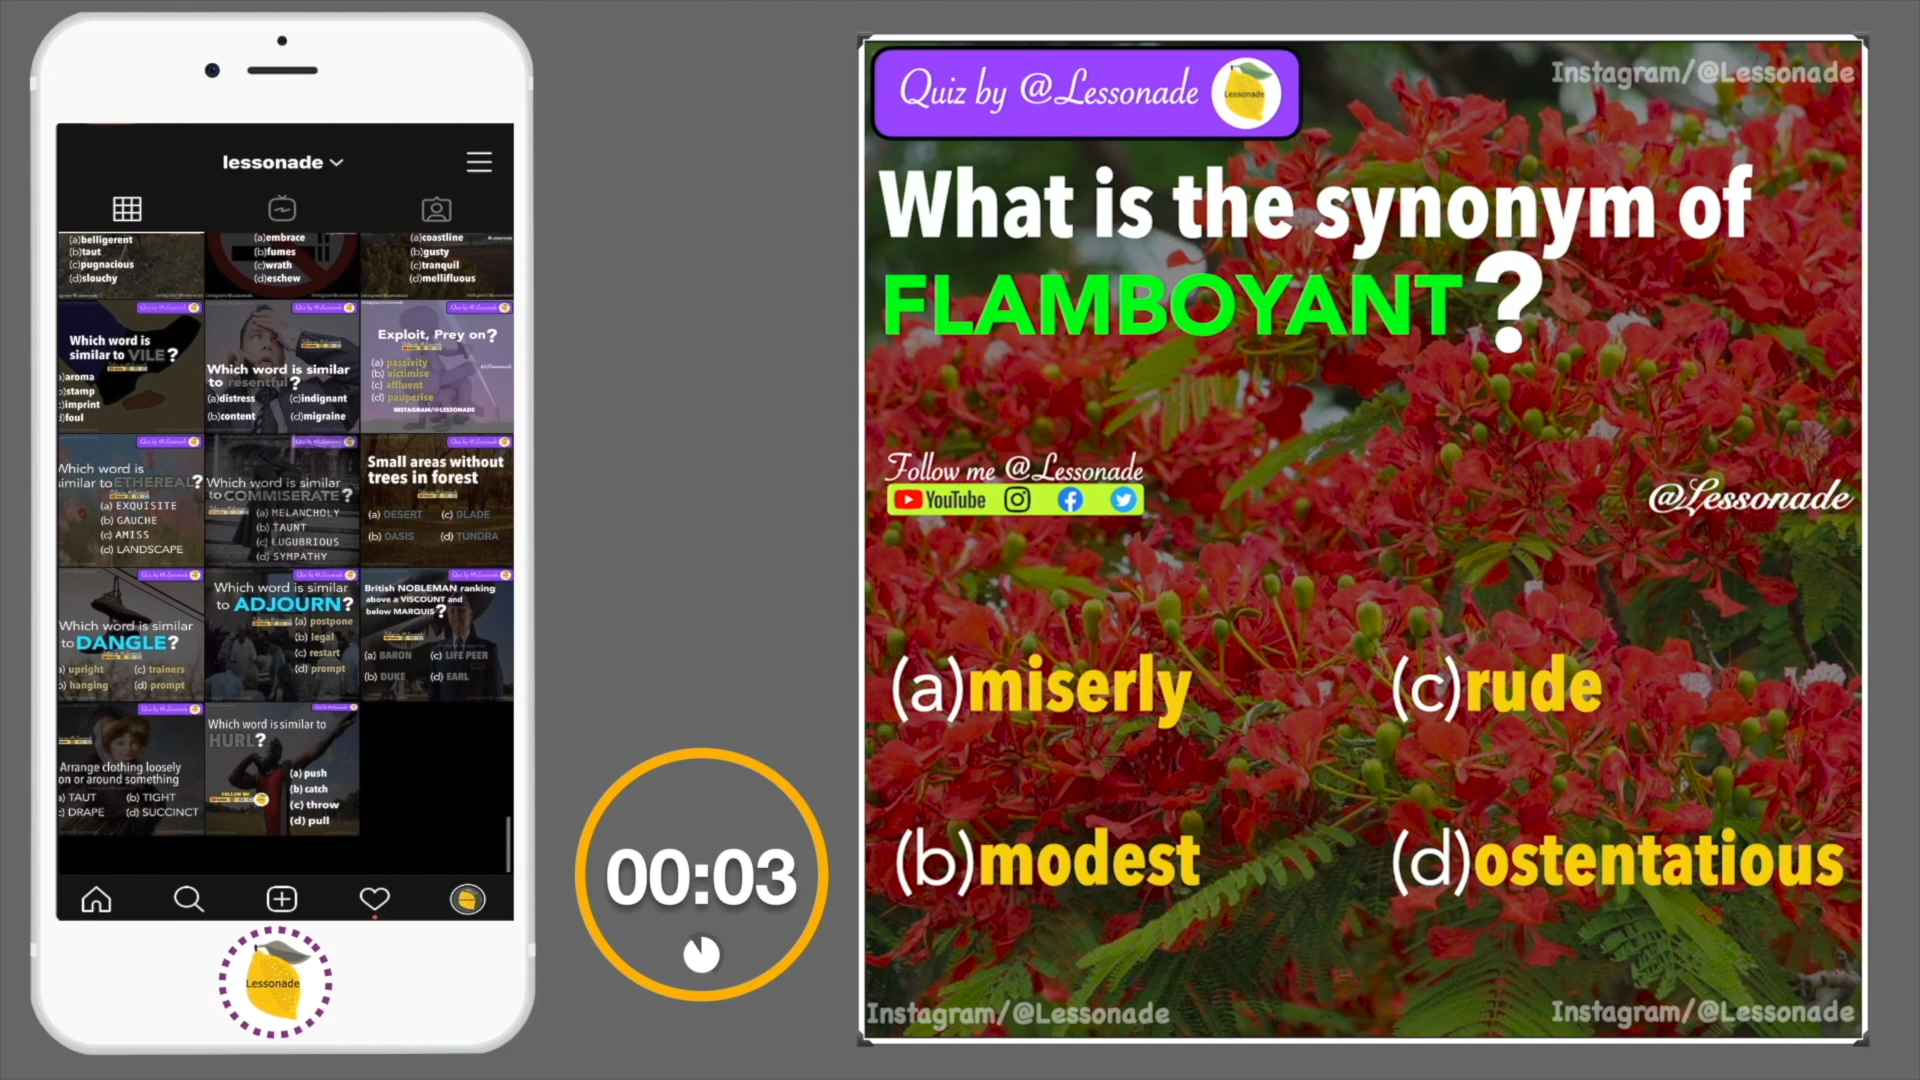 lessonade
(a)belligerent
(b)taut
(c)pugnacious
(d)slouchy
(a)embrace
(b)fumes
(c)wrath
(d)eschew
(a)coastline
(b)gusty
(c)tranquil
(d)mellifluous
Which word is
similar to VILE?
)aroma
)stamp
)imprint
)foul
Which word is similar
to resentful?
(a)distress (c)indignant
(b)content (d)migraine
Exploit, Prey on?
(a) passivity
(b) victimise
(c) affluent
(d) pauperise
INSTAGRAM/@LESSONADE
Which word is
similar to ETHEREAL?
(a) EXQUISITE
(b) GAUCHE
(c) AMISS
(d) LANDSCAPE
Which word is similar
to COMMISERATE?
(a) MELANCHOLY
(b) TAUNT
(c) LUGUBRIOUS
(d) SYMPATHY
Small areas without
trees in forest
(a) DESERT (c) GLADE
(b) OASIS (d) TUNDRA
Which word is similar
to DANGLE?
) upright (c) trainers
) hanging (d) prompt
Which word is similar
to ADJOURN?
(a) postpone
(b) legal
(c) restart
(d) prompt
British NOBLEMAN ranking
above a VISCOUNT and
below MARQUIS?
(a) BARON (c) LIFE PEER
(b) DUKE (d) EARL
Arrange clothing loosely
on or around something
) TAUT (b) TIGHT
) DRAPE (d) SUCCINCT
Which word is similar to
HURL?
(a) push
(b) catch
(c) throw
(d) pull
FOLLOW ME
Lessonade
00:03
Quiz by @Lessonade
Lessonade
Instagram/@Lessonade
What is the synonym of
FLAMBOYANT?
Follow me @Lessonade
YouTube
@Lessonade
(a)miserly (c)rude
(b)modest (d)ostentatious
Instagram/@Lessonade
Instagram/@Lessonade